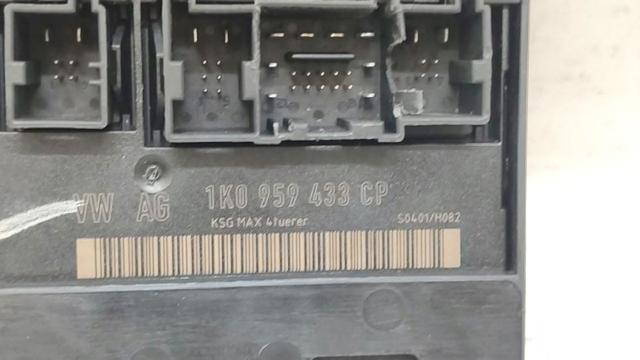 VW AG 1K0 959 433 CP
KSG MAX 4tuerer S0401/H082